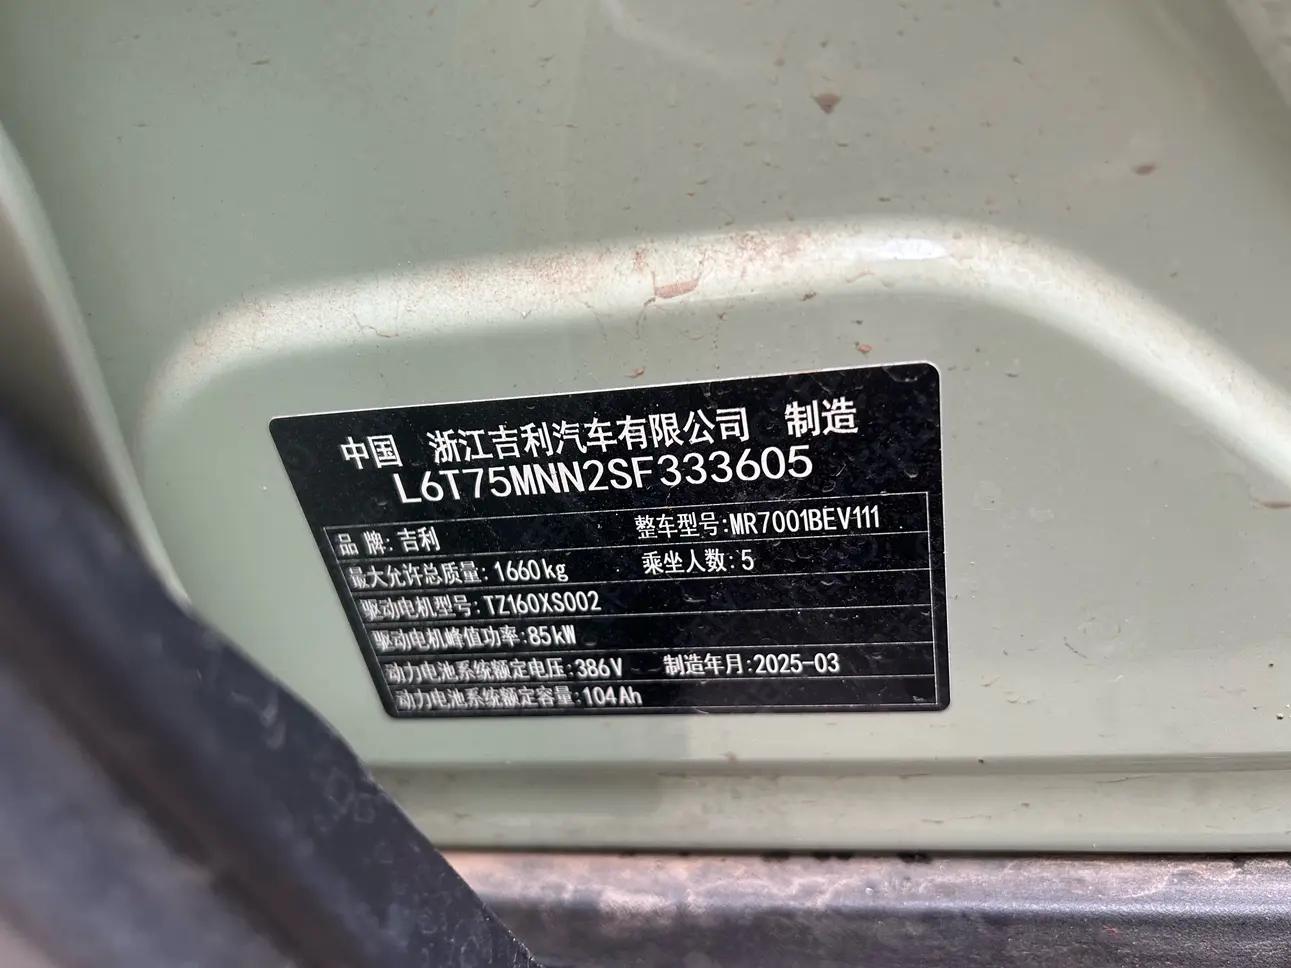 中国 浙江吉利汽车有限公司 制造
L6T75MNN2SF333605
品 牌: 吉利 整车型号:MR7001BEV111
最大允许总质量: 1660kg 乘坐人数: 5
驱动电机型号: TZ160XS002
驱动电机峰值功率: 85kW
动力电池系统额定电压: 386V 制造年月:2025-03
动力电池系统额定容量: 104Ah